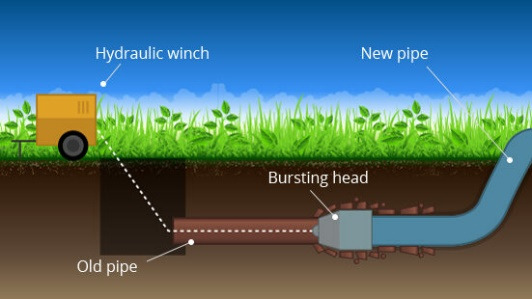 Hydraulic winch
New pipe
Bursting head
Old pipe